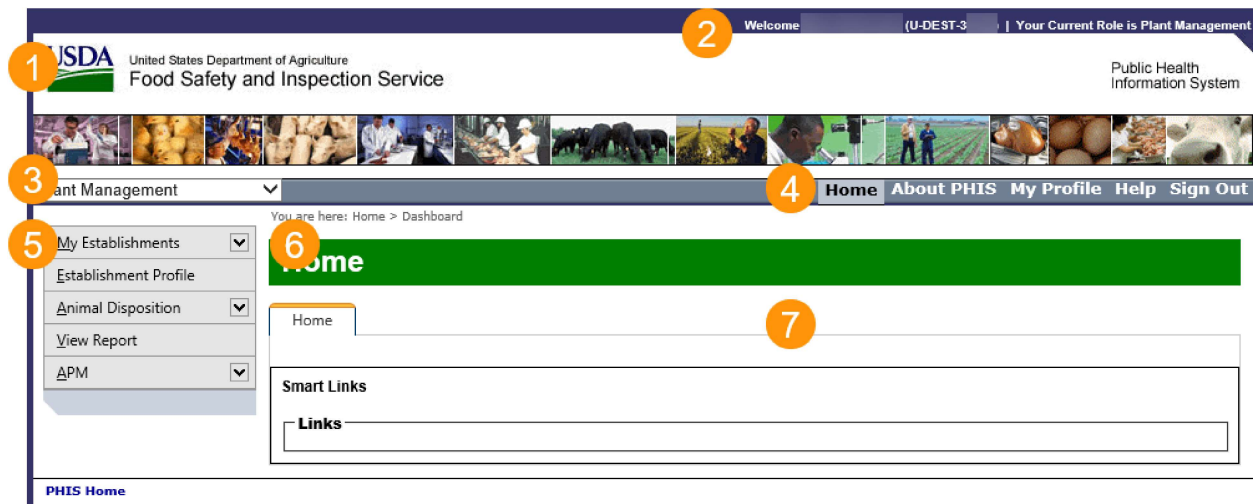 2
Welcome (U-DEST-3 ) | Your Current Role is Plant Management
1
USDA
United States Department of Agriculture
Food Safety and Inspection Service
Public Health
Information System
3
ant Management
4
Home About PHIS My Profile Help Sign Out
You are here: Home > Dashboard
5
My Establishments
Establishment Profile
Animal Disposition
View Report
APM
6
Home
Home
7
Smart Links
Links
PHIS Home